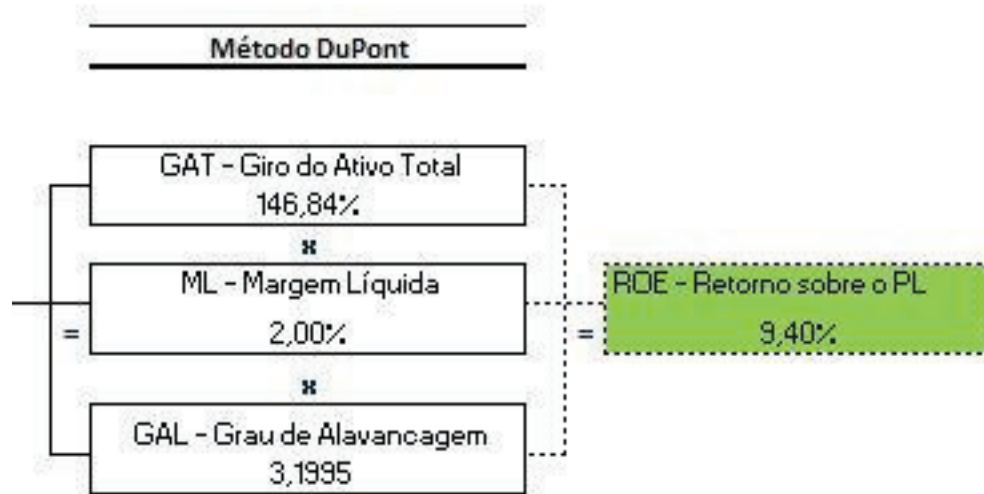 Método DuPont
GAT - Giro do Ativo Total
146,84%
x
ML - Margem Líquida
2,00%
=
x
GAL - Grau de Alavancagem
3,1995
=
ROE - Retorno sobre o PL
9,40%